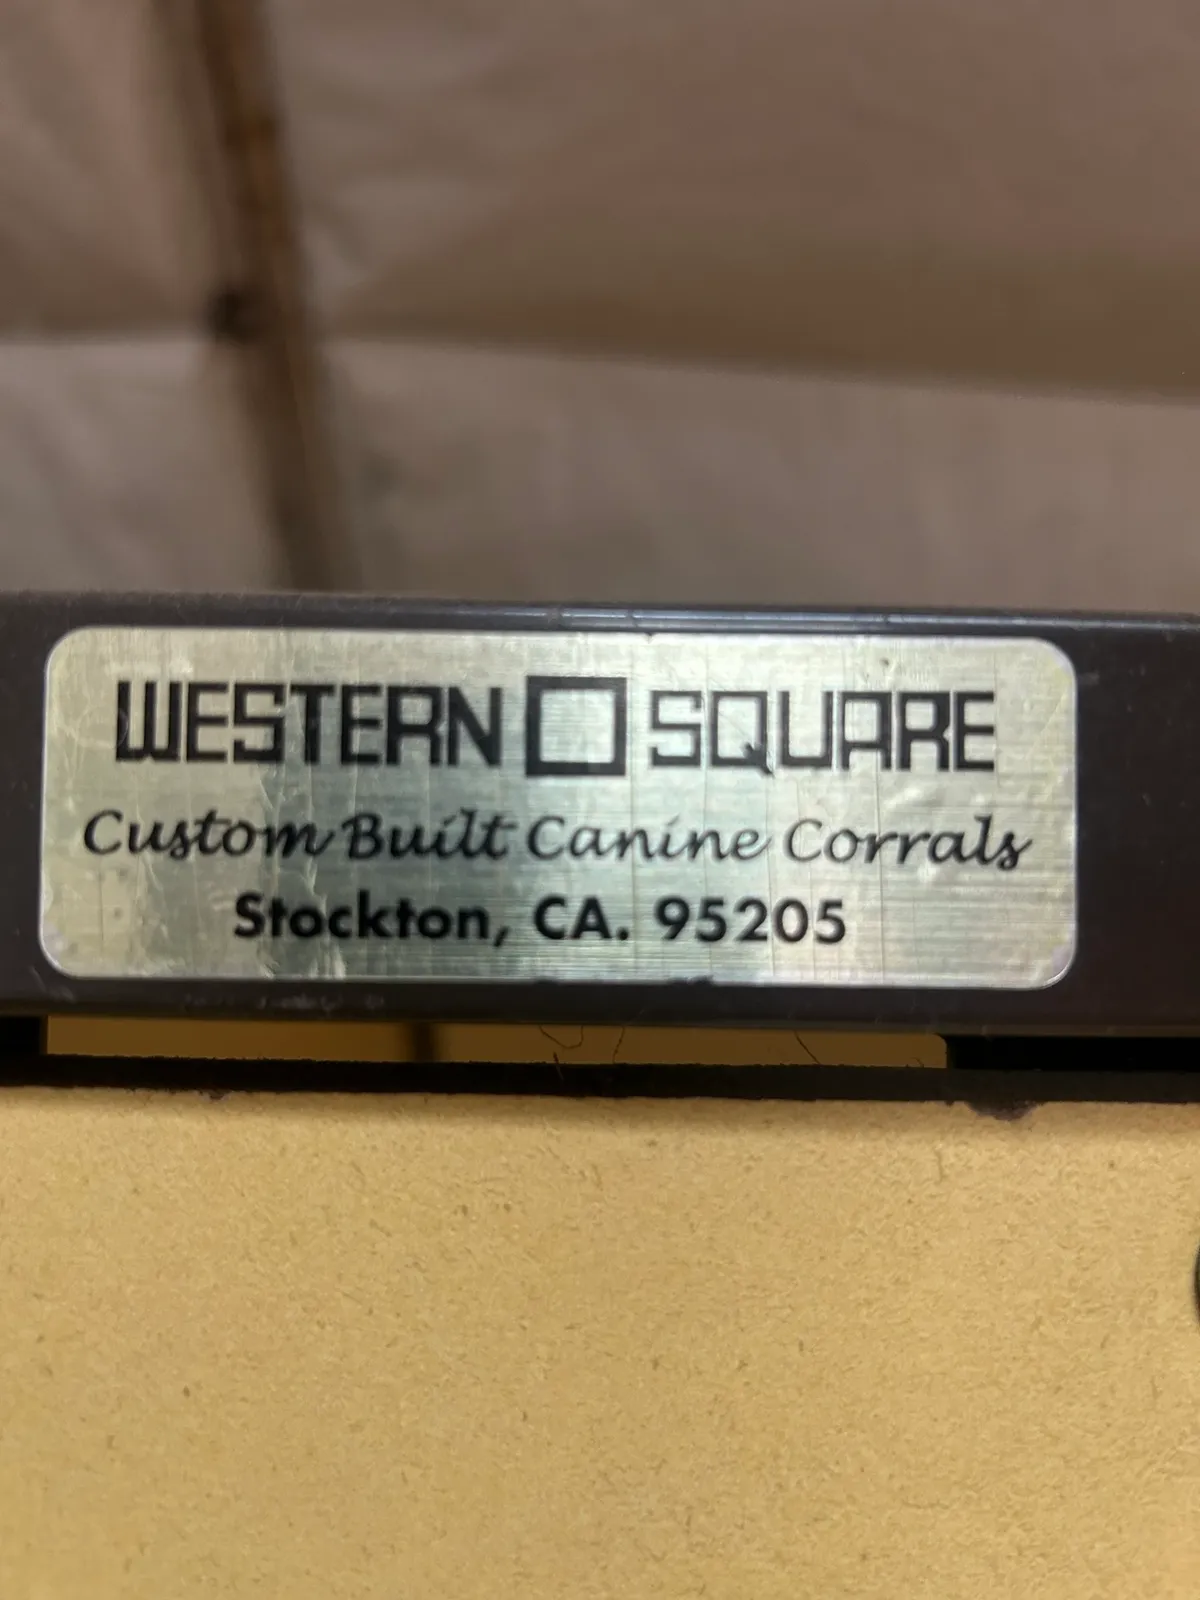 WESTERN SQUARE
Custom Built Canine Corrals
Stockton, CA. 95205